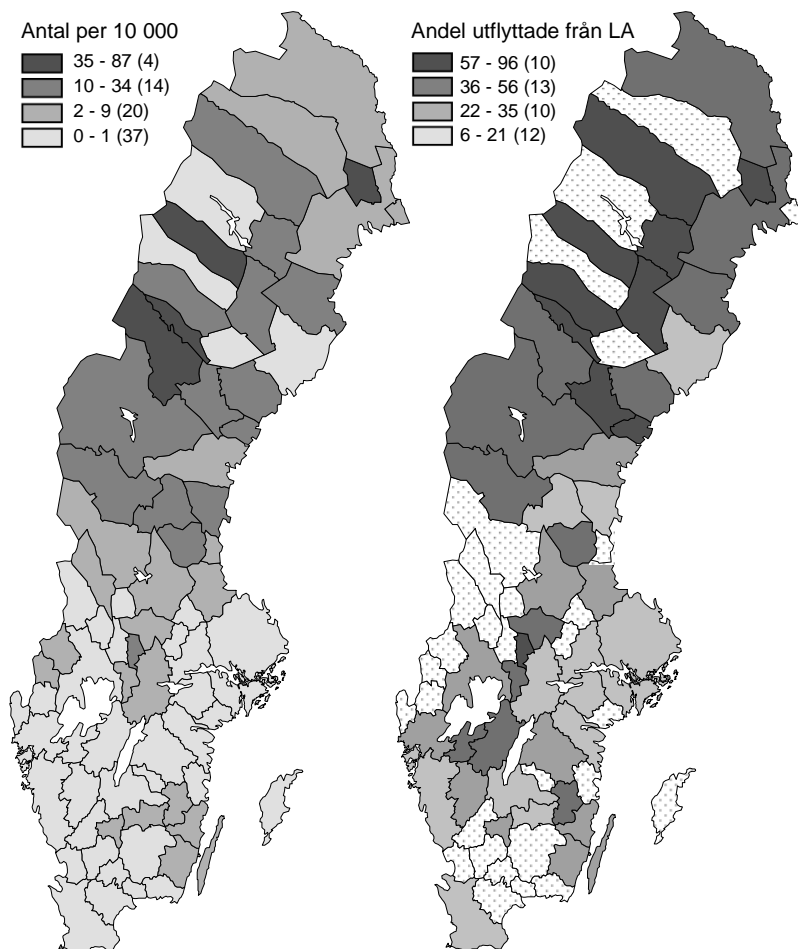 Antal per 10 000
35 - 87 (4)
10 - 34 (14)
2 - 9 (20)
0 - 1 (37)
Andel utflyttade från LA
57 - 96 (10)
36 - 56 (13)
22 - 35 (10)
6 - 21 (12)